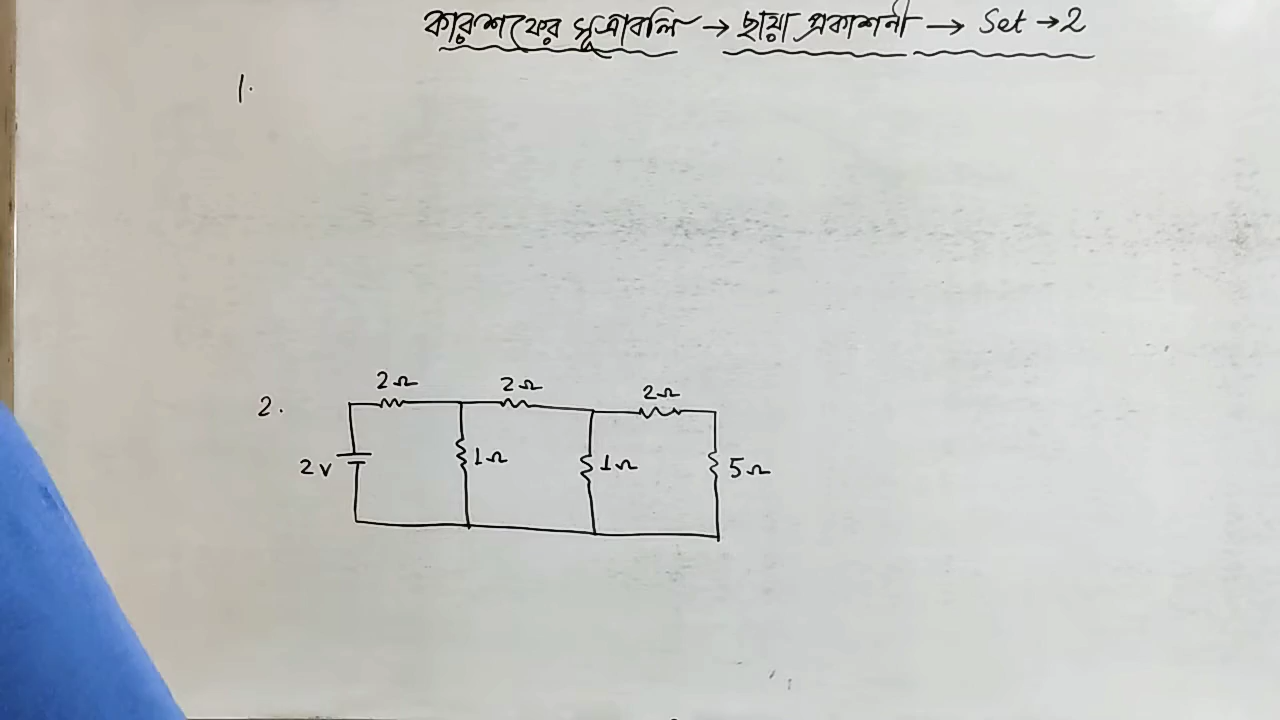 কারশফের সূত্রাবলি → ছায়া প্রকাশনী → Set → 2
1.
2.
2Ω 2Ω 2Ω
2V 1Ω 1Ω 5Ω